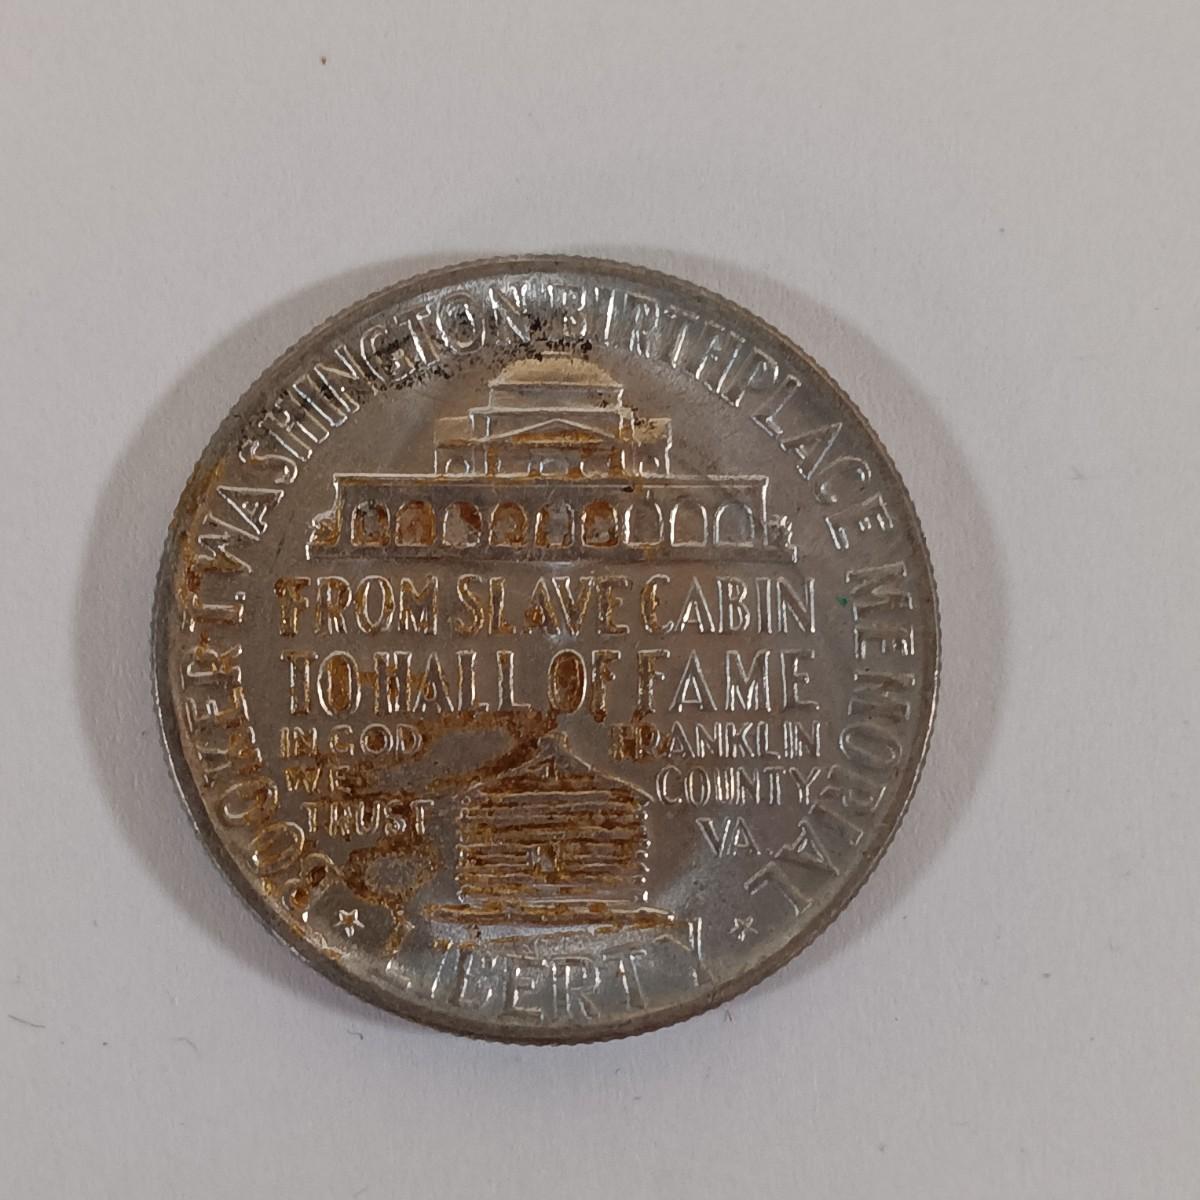 BOOKER T. WASHINGTON BIRTHPLACE MEMORIAL
FROM SLAVE CABIN
TO HALL OF FAME
IN GOD
WE
TRUST
FRANKLIN
COUNTY
VA
LIBERTY